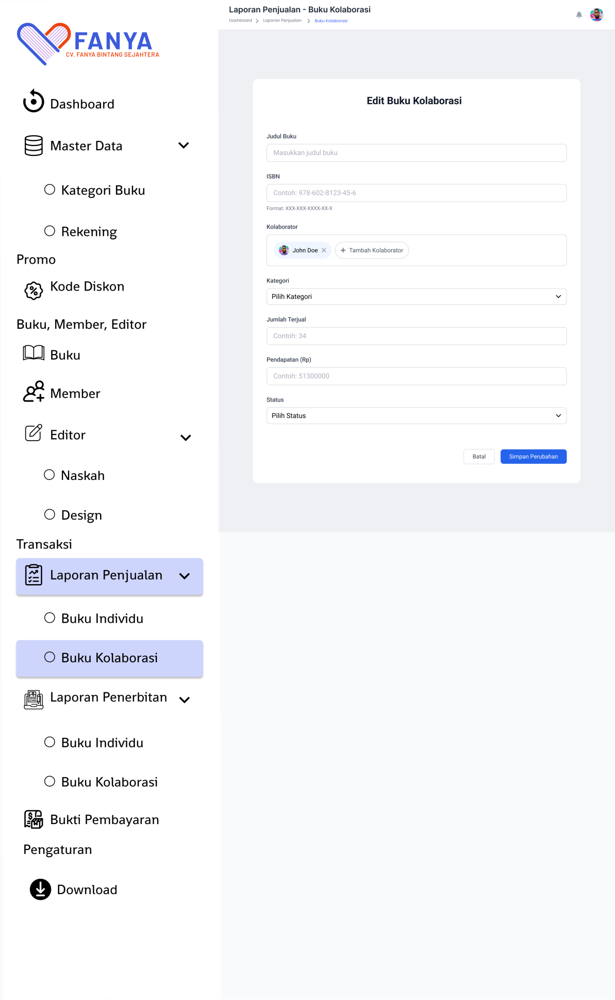 FANYA
CV. FANYA BINTANG SEJAHTERA
Dashboard
Master Data
Kategori Buku
Rekening
Promo
Kode Diskon
Buku, Member, Editor
Buku
Member
Editor
Naskah
Design
Transaksi
Laporan Penjualan
Buku Individu
Buku Kolaborasi
Laporan Penerbitan
Buku Individu
Buku Kolaborasi
Bukti Pembayaran
Pengaturan
Download
Laporan Penjualan - Buku Kolaborasi
Dashboard > Laporan Penjualan > Buku Kolaborasi
Edit Buku Kolaborasi
Judul Buku
Masukkan judul buku
ISBN
Contoh: 978-602-8123-45-6
Format: XXX-XXX-XXXX-XX-X
Kolaborator
John Doe × + Tambah Kolaborator
Kategori
Pilih Kategori
Jumlah Terjual
Contoh: 34
Pendapatan (Rp)
Contoh: 51300000
Status
Pilih Status
Batal Simpan Perubahan